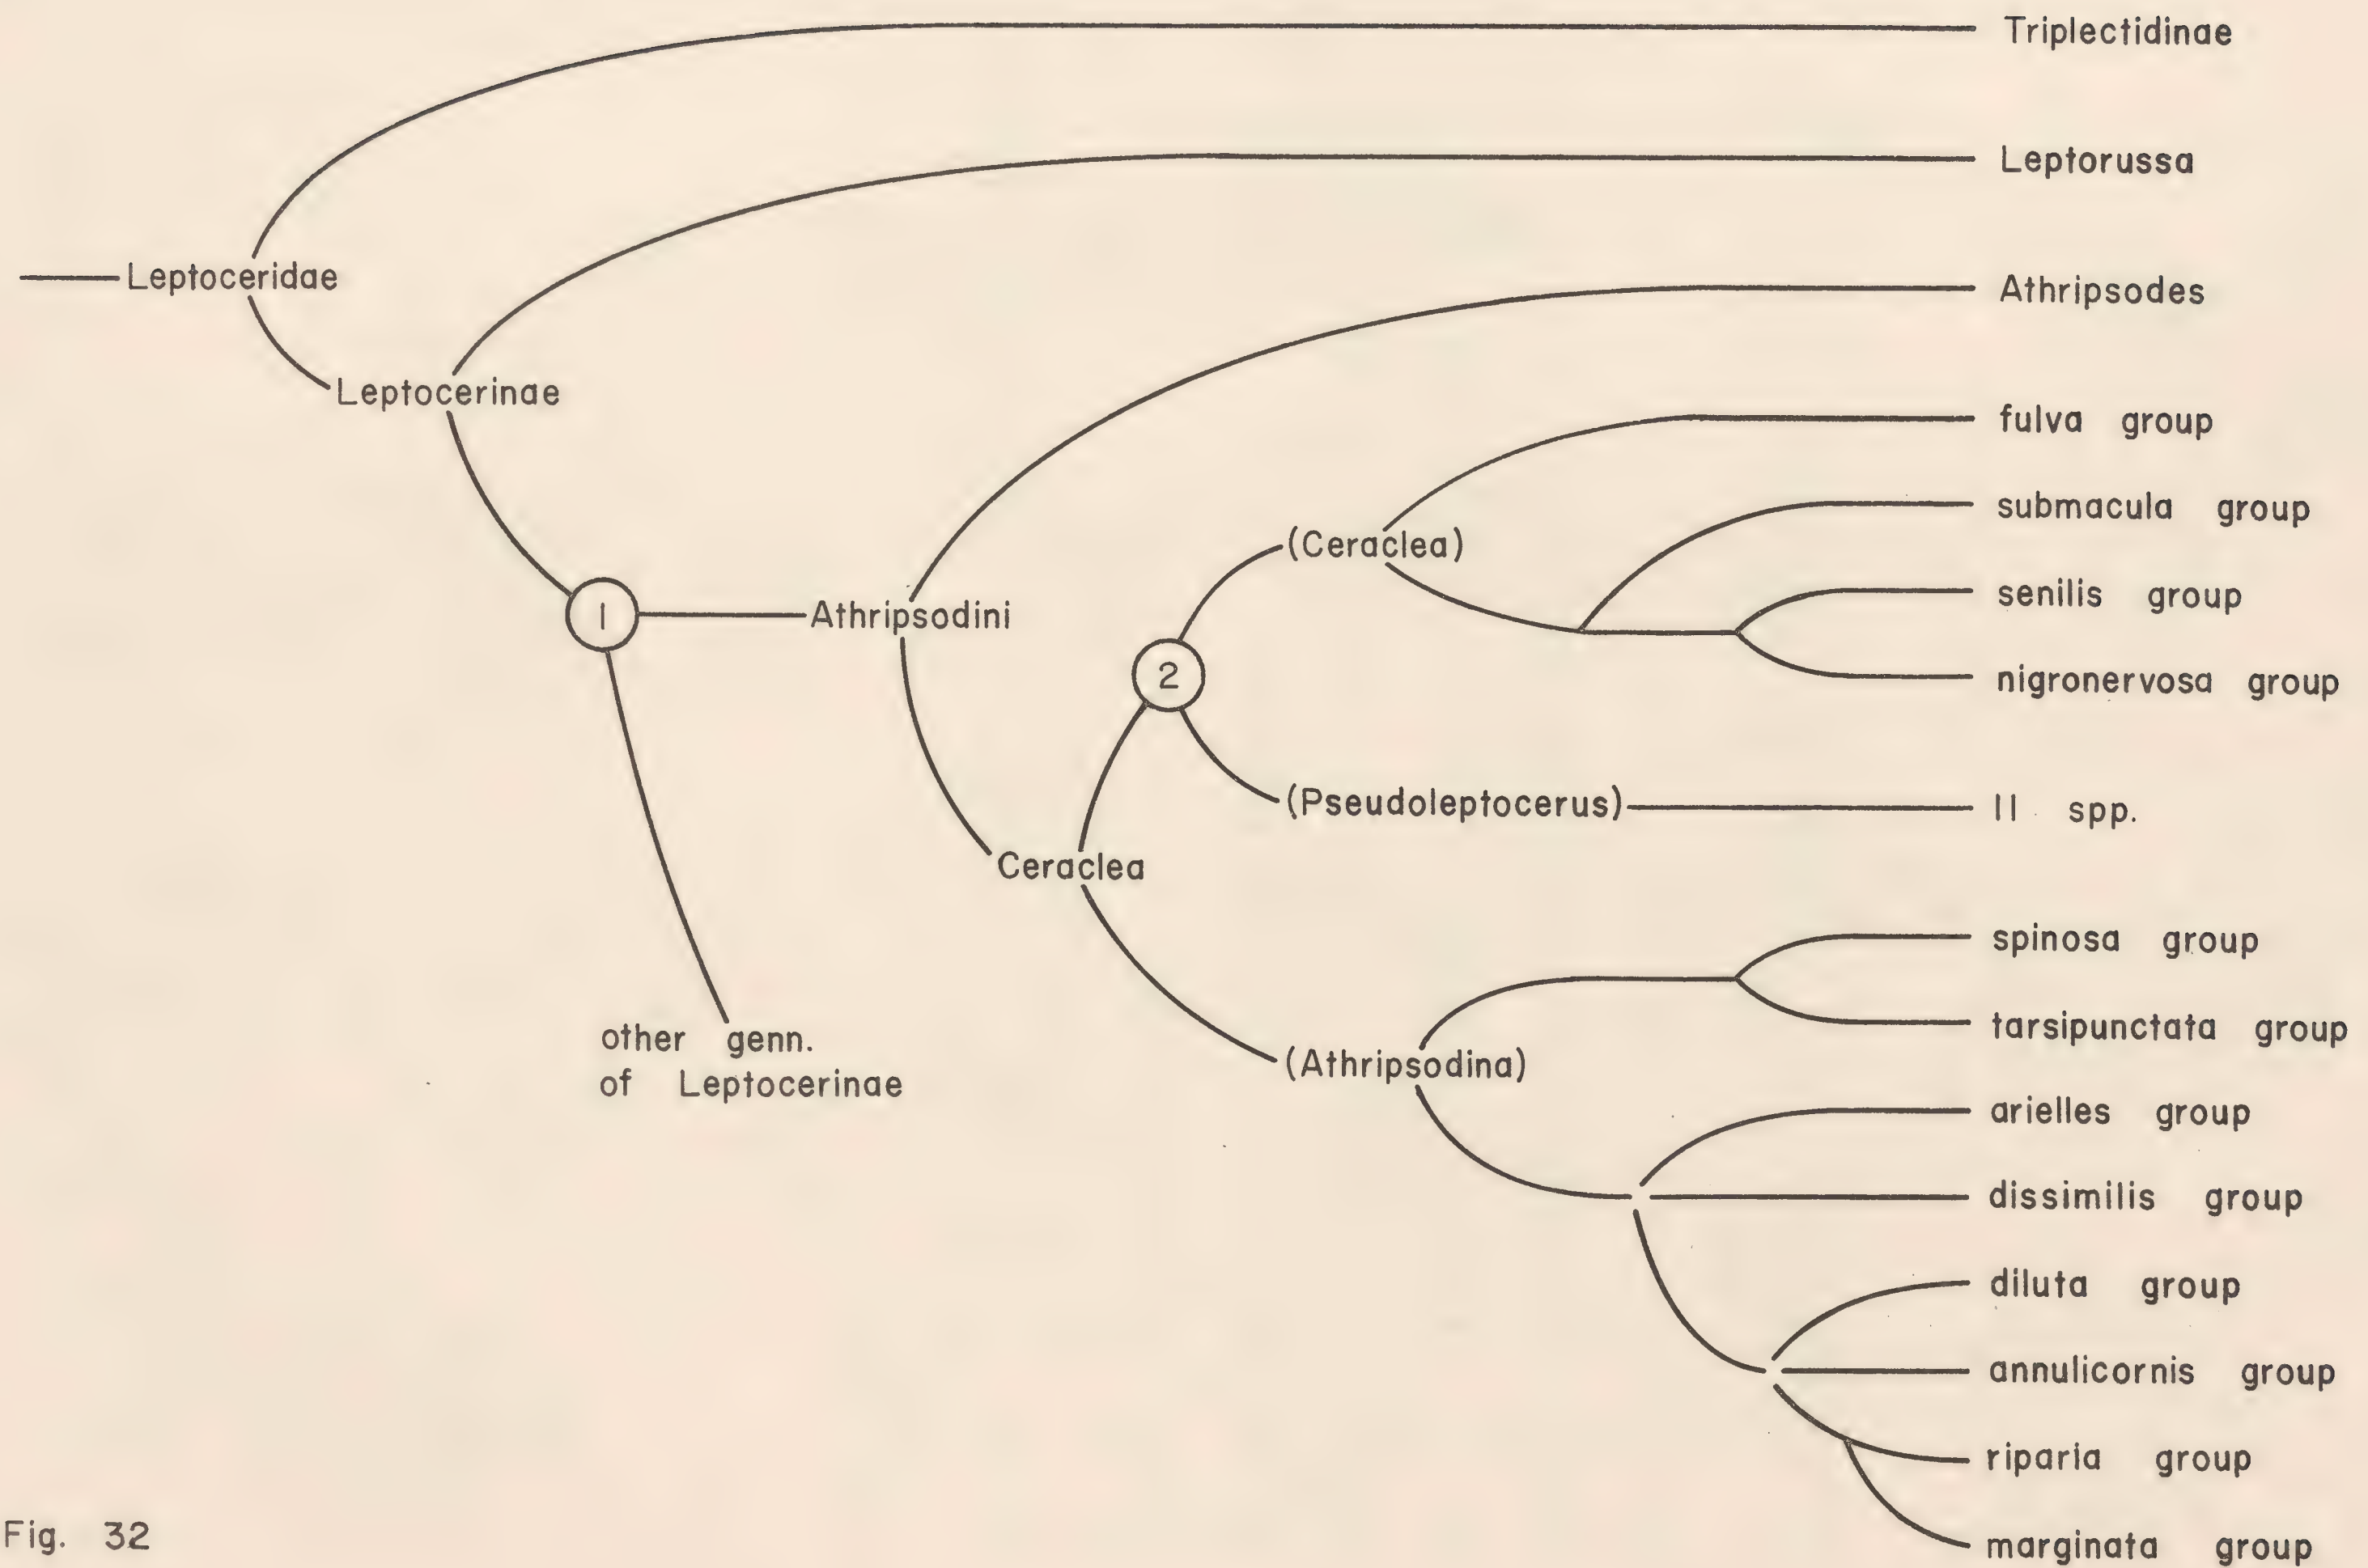 Triplectidinae
Leptorussa
Leptoceridae
Athripsodes
Leptocerinae
fulva group
submacula group
(Ceraclea)
senilis group
1
Athripsodini
2
nigronervosa group
(Pseudoleptocerus)
11 spp.
Ceraclea
spinosa group
other genn.
of Leptocerinae
tarsipunctata group
(Athripsodina)
arielles group
dissimilis group
diluta group
annulicornis group
riparia group
Fig. 32
marginata group